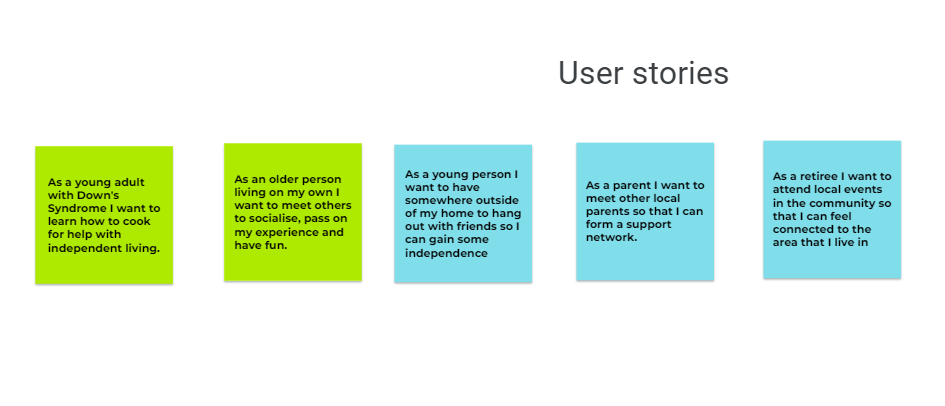 User stories
As a young adult
with Down's
Syndrome I want to
learn how to cook
for help with
independent living.
As an older person
living on my own I
want to meet others
to socialise, pass on
my experience and
have fun.
As a young person I
want to have
somewhere outside
of my home to hang
out with friends so I
can gain some
independence
As a parent I want to
meet other local
parents so that I can
form a support
network.
As a retiree I want to
attend local events
in the community so
that I can feel
connected to the
area that I live in